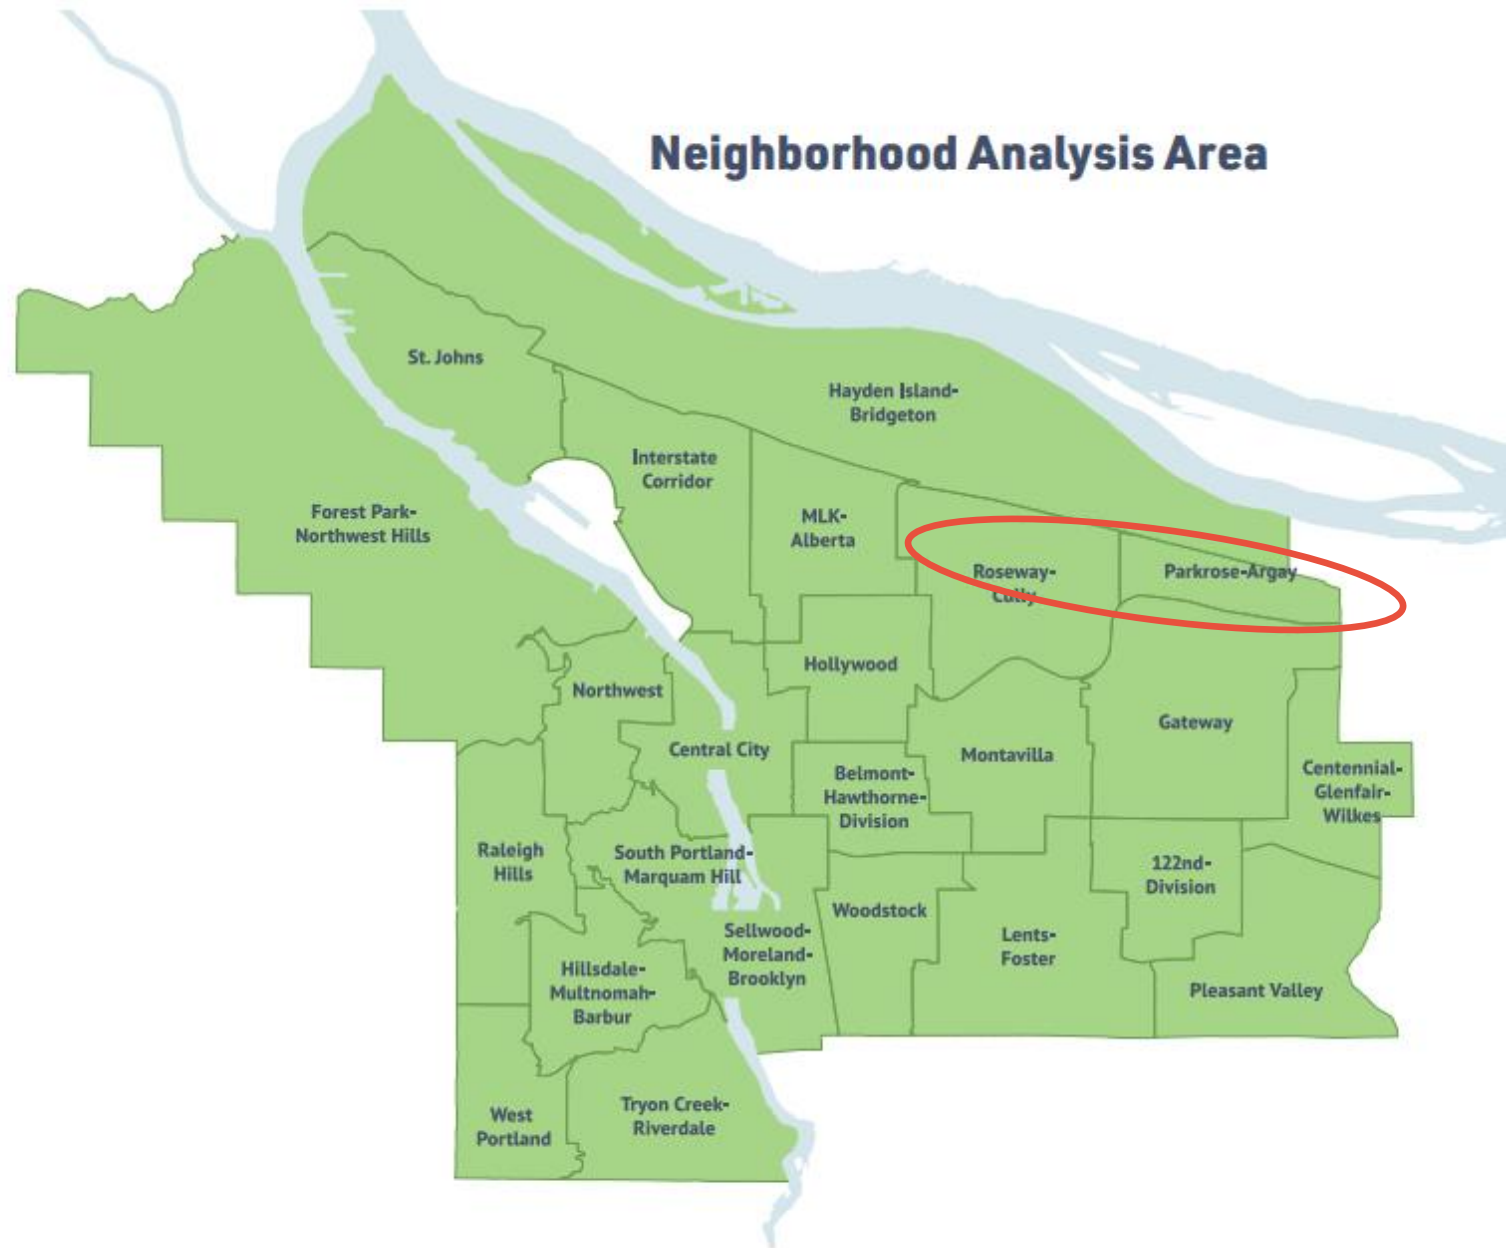 Neighborhood Analysis Area
St. Johns
Hayden Island-
Bridgeton
Interstate
Corridor
Forest Park-
Northwest Hills
MLK-
Alberta
Roseway-
Cully
Parkrose-Argay
Hollywood
Northwest
Gateway
Central City
Montavilla
Belmont-
Hawthorne-
Division
Centennial-
Glenfair-
Wilkes
Raleigh
Hills
South Portland-
Marquam Hill
122nd-
Division
Woodstock
Sellwood-
Moreland-
Brooklyn
Lents-
Foster
Hillsdale-
Multnomah-
Barbur
Pleasant Valley
West
Portland
Tryon Creek-
Riverdale